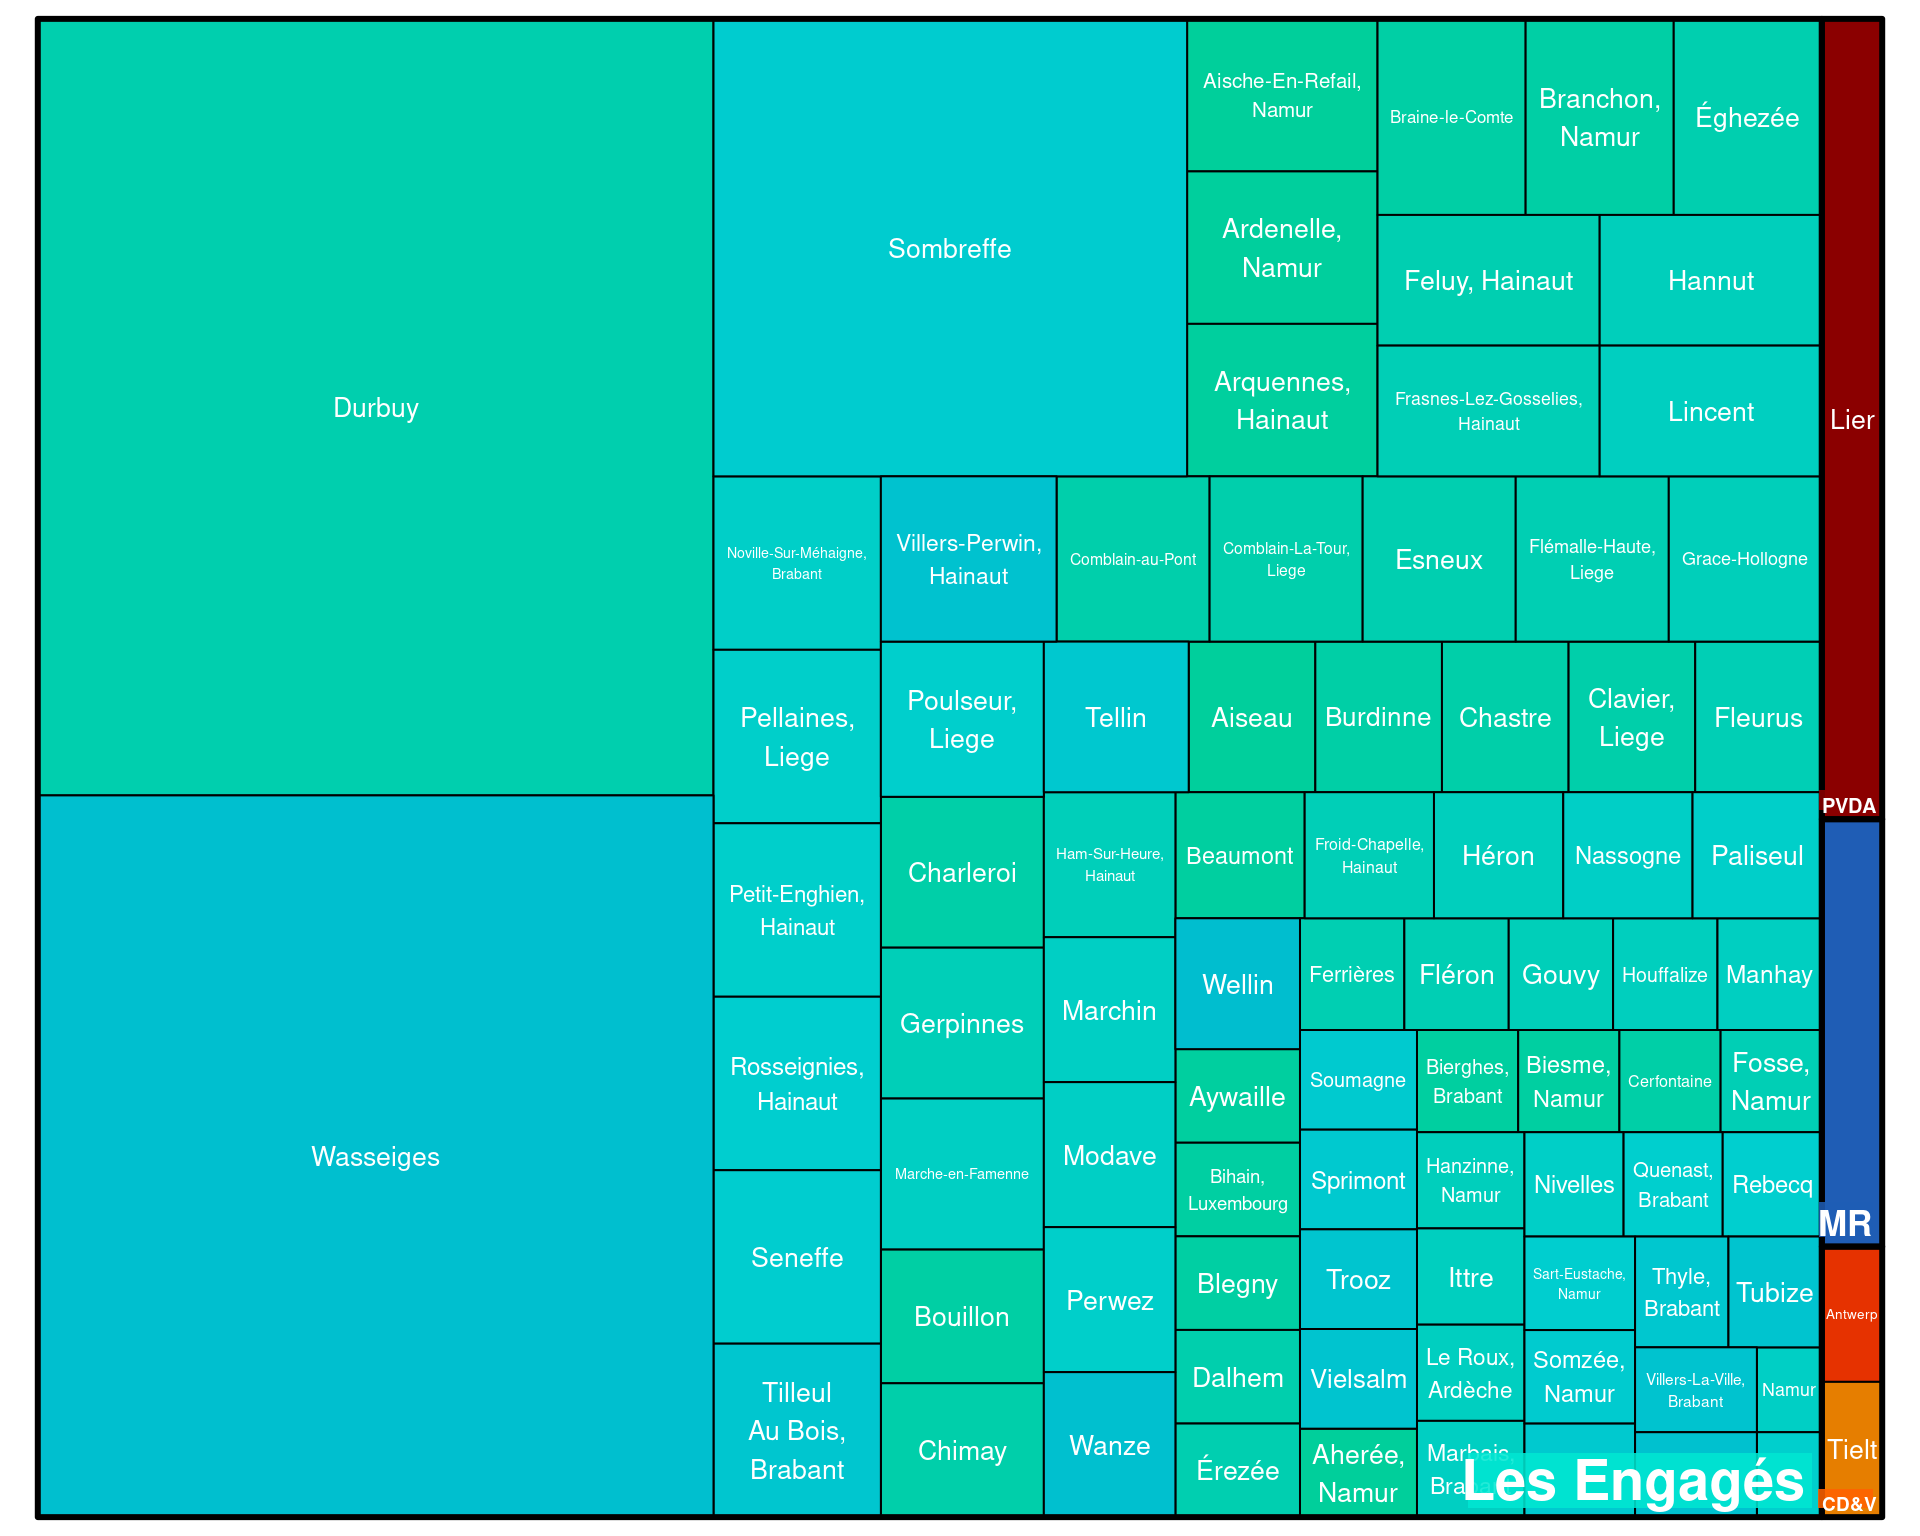 Durbuy
Wasseiges
Sombreffe
Aische-En-Refail,
Namur
Ardenelle,
Namur
Arquennes,
Hainaut
Braine-le-Comte
Branchon,
Namur
Éghezée
Feluy, Hainaut
Hannut
Frasnes-Lez-Gosselies,
Hainaut
Lincent
Noville-Sur-Méhaigne,
Brabant
Villers-Perwin,
Hainaut
Comblain-au-Pont
Comblain-La-Tour,
Liege
Esneux
Flémalle-Haute,
Liege
Grace-Hollogne
Pellaines,
Liege
Poulseur,
Liege
Tellin
Aiseau
Burdinne
Chastre
Clavier,
Liege
Fleurus
Petit-Enghien,
Hainaut
Charleroi
Ham-Sur-Heure,
Hainaut
Beaumont
Froid-Chapelle,
Hainaut
Héron
Nassogne
Paliseul
Rosseignies,
Hainaut
Gerpinnes
Marchin
Wellin
Ferrières
Fléron
Gouvy
Houffalize
Manhay
Aywaille
Soumagne
Bierghes,
Brabant
Biesme,
Namur
Cerfontaine
Fosse,
Namur
Seneffe
Marche-en-Famenne
Modave
Bihain,
Luxembourg
Sprimont
Hanzinne,
Namur
Nivelles
Quenast,
Brabant
Rebecq
Bouillon
Perwez
Blegny
Trooz
Ittre
Sart-Eustache,
Namur
Thyle,
Brabant
Tubize
Tilleul
Au Bois,
Brabant
Chimay
Wanze
Dalhem
Vielsalm
Le Roux,
Ardèche
Somzée,
Namur
Villers-La-Ville,
Brabant
Namur
Érezée
Aherée,
Namur
Les Engagés
Lier
PVDA
MR
Antwerp
Tielt
CD&V